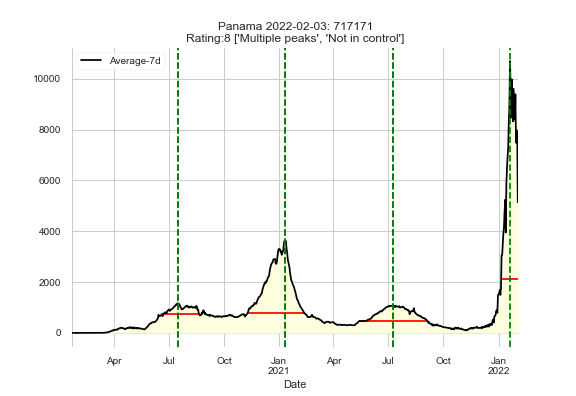 Panama 2022-02-03: 717171
Rating:8 ['Multiple peaks', 'Not in control']
Average-7d
10000
8000
6000
4000
2000
0
Apr
Jul
Oct
Jan
2021
Apr
Jul
Oct
Jan
2022
Date